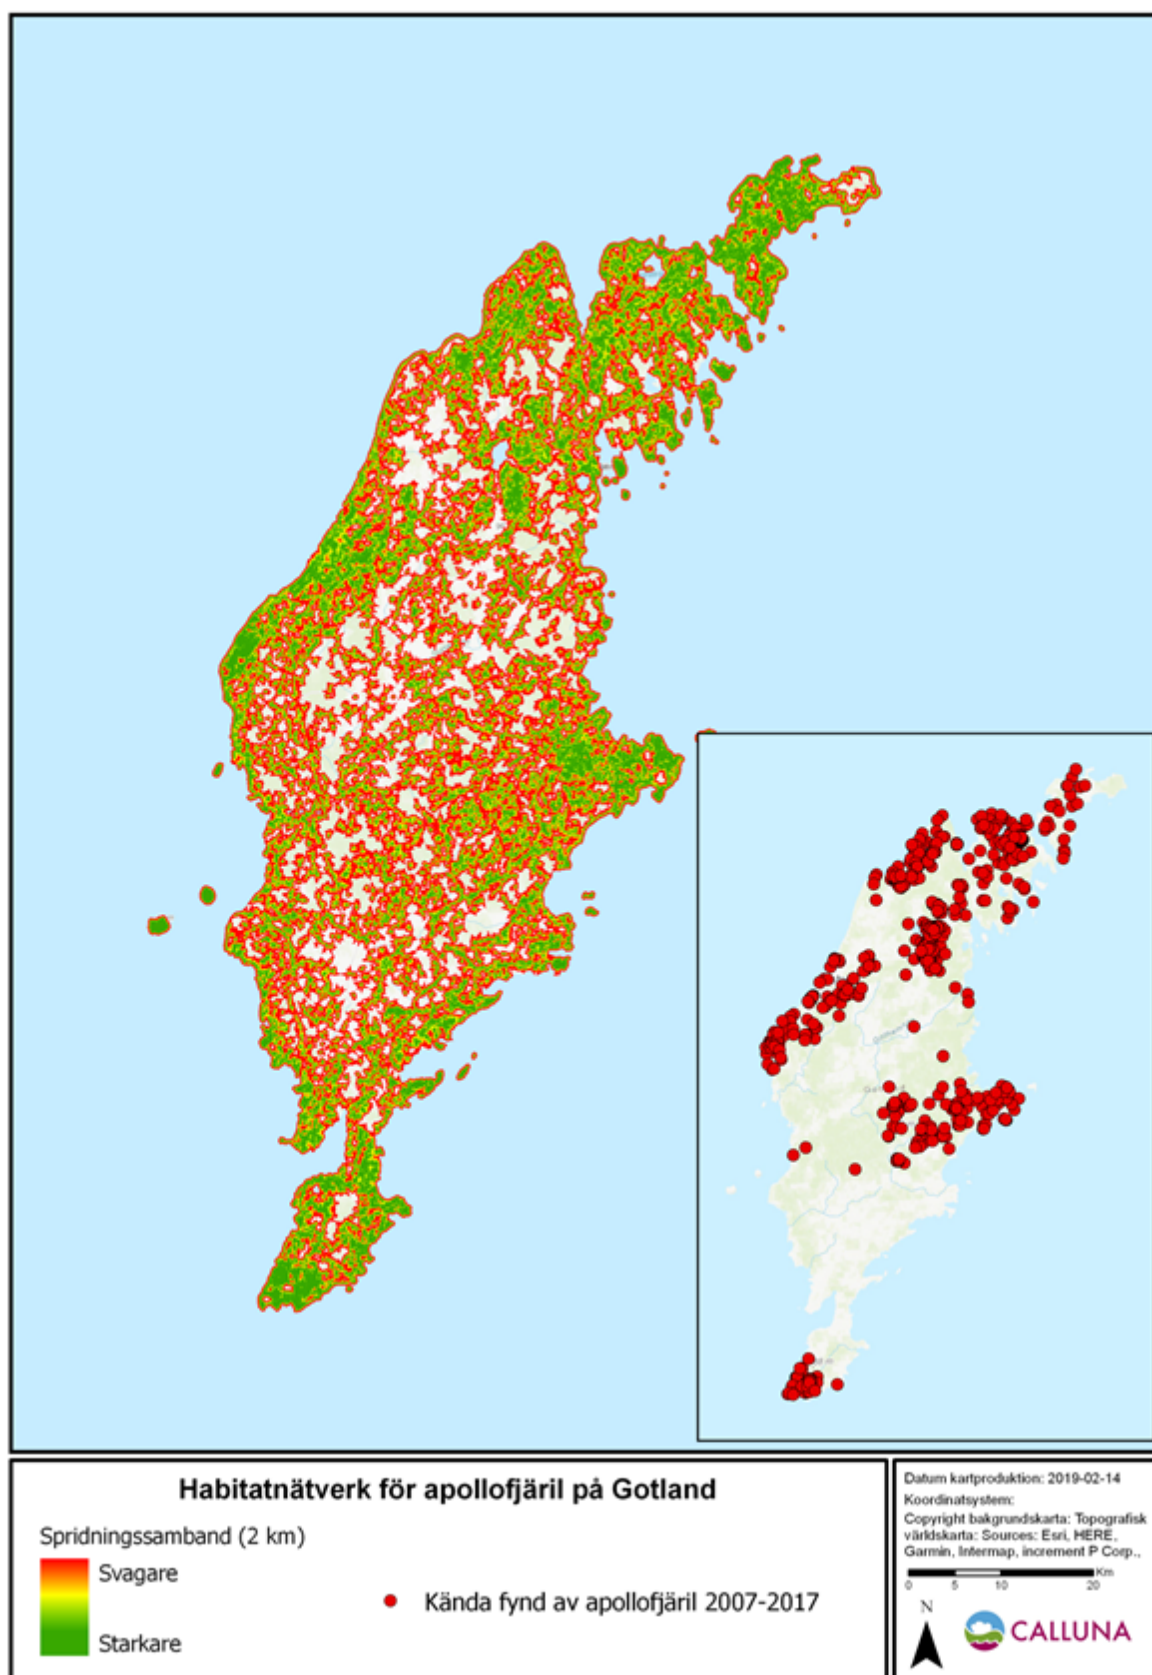 Habitatnätverk för apollofjäril på Gotland
Spridningssamband (2 km)
Svagare
Starkare
Kända fynd av apollofjäril 2007-2017
Datum kartproduktion: 2019-02-14
Koordinatsystem:
Copyright bakgrundskarta: Topografisk
världskarta: Sources: Esri, HERE,
Garmin, Intermap, increment P Corp.,
Km
0 5 10 20
N
CALLUNA